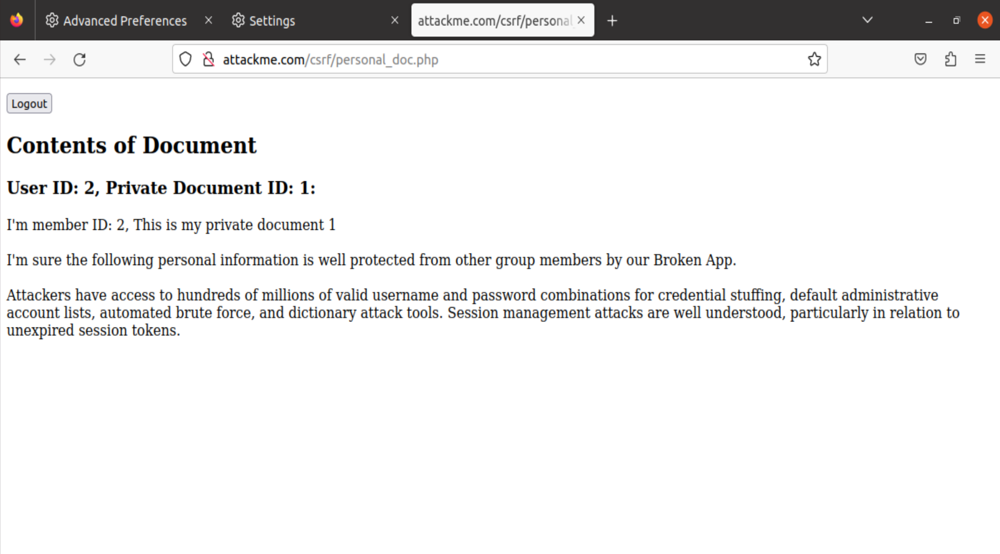 Advanced Preferences
Settings
attackme.com/csrf/personal
attackme.com/csrf/personal_doc.php
Logout
Contents of Document
User ID: 2, Private Document ID: 1:
I'm member ID: 2, This is my private document 1
I'm sure the following personal information is well protected from other group members by our Broken App.
Attackers have access to hundreds of millions of valid username and password combinations for credential stuffing, default administrative
account lists, automated brute force, and dictionary attack tools. Session management attacks are well understood, particularly in relation to
unexpired session tokens.